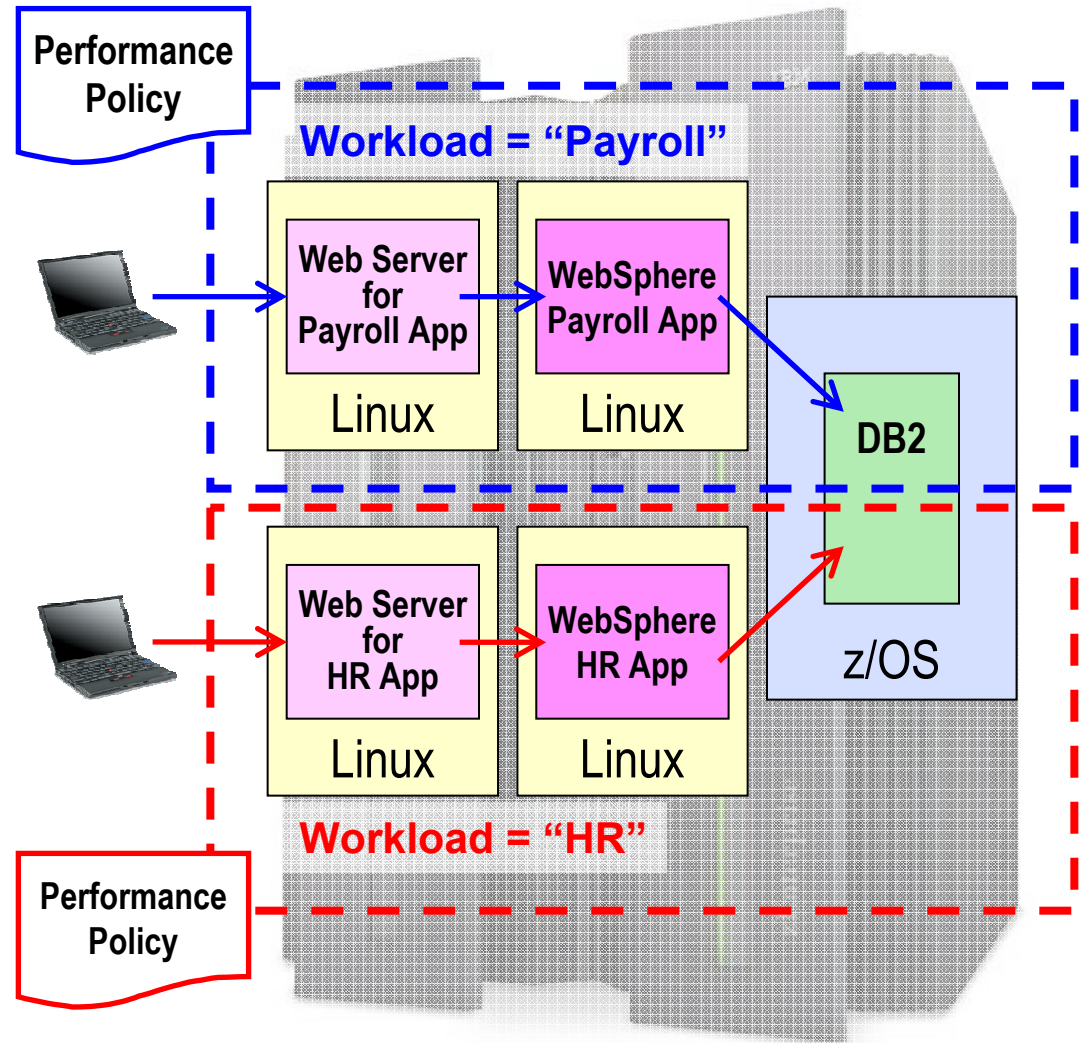 Performance
Policy
Workload = “Payroll”
Web Server
for
Payroll App
Linux
WebSphere
Payroll App
Linux
DB2
z/OS
Web Server
for
HR App
Linux
WebSphere
HR App
Linux
Workload = “HR”
Performance
Policy